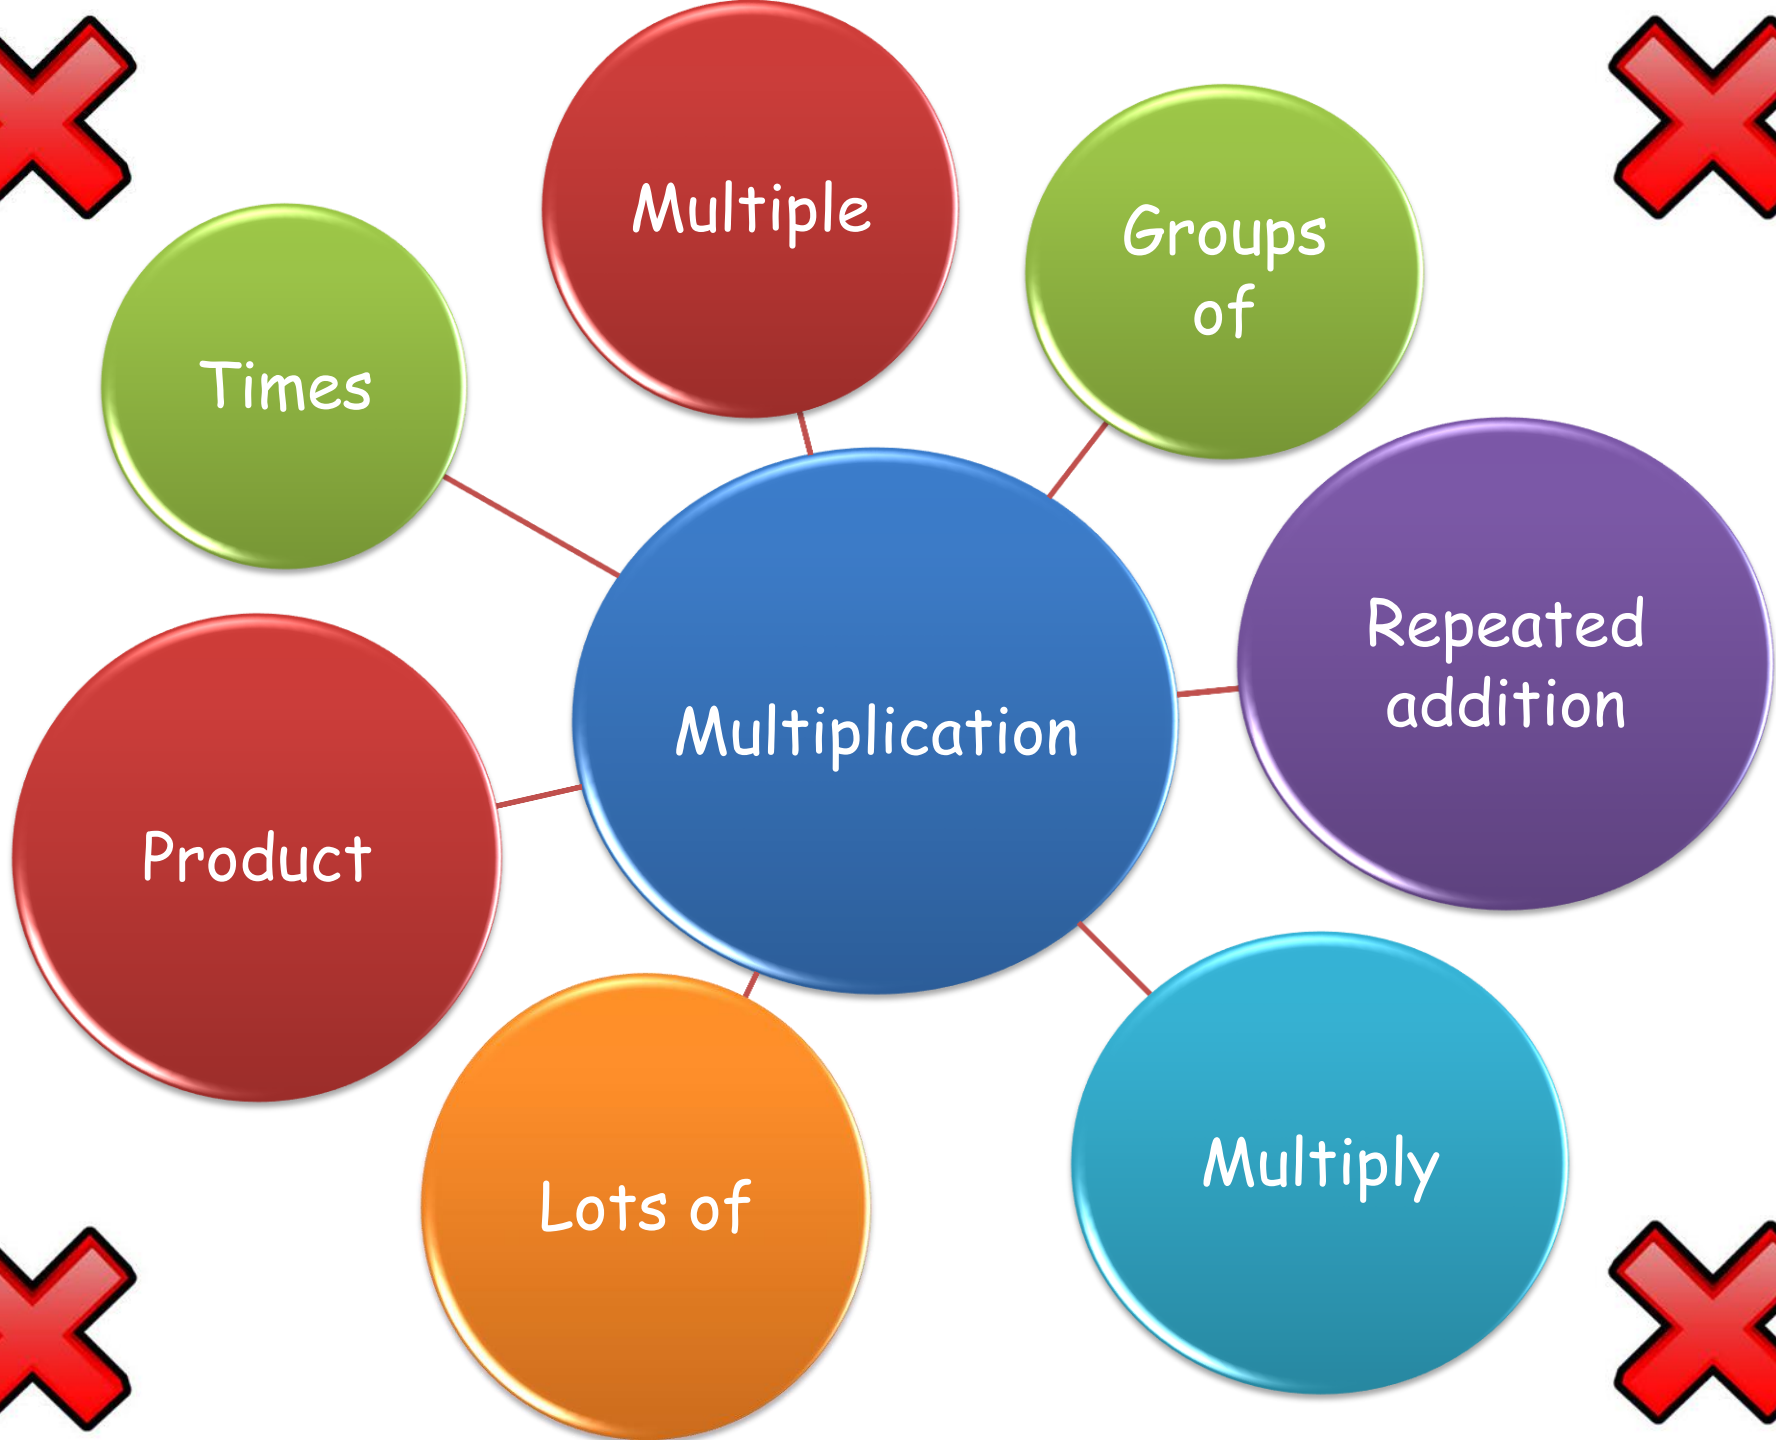 Multiple
Groups
of
Times
Repeated
addition
Multiplication
Product
Multiply
Lots of